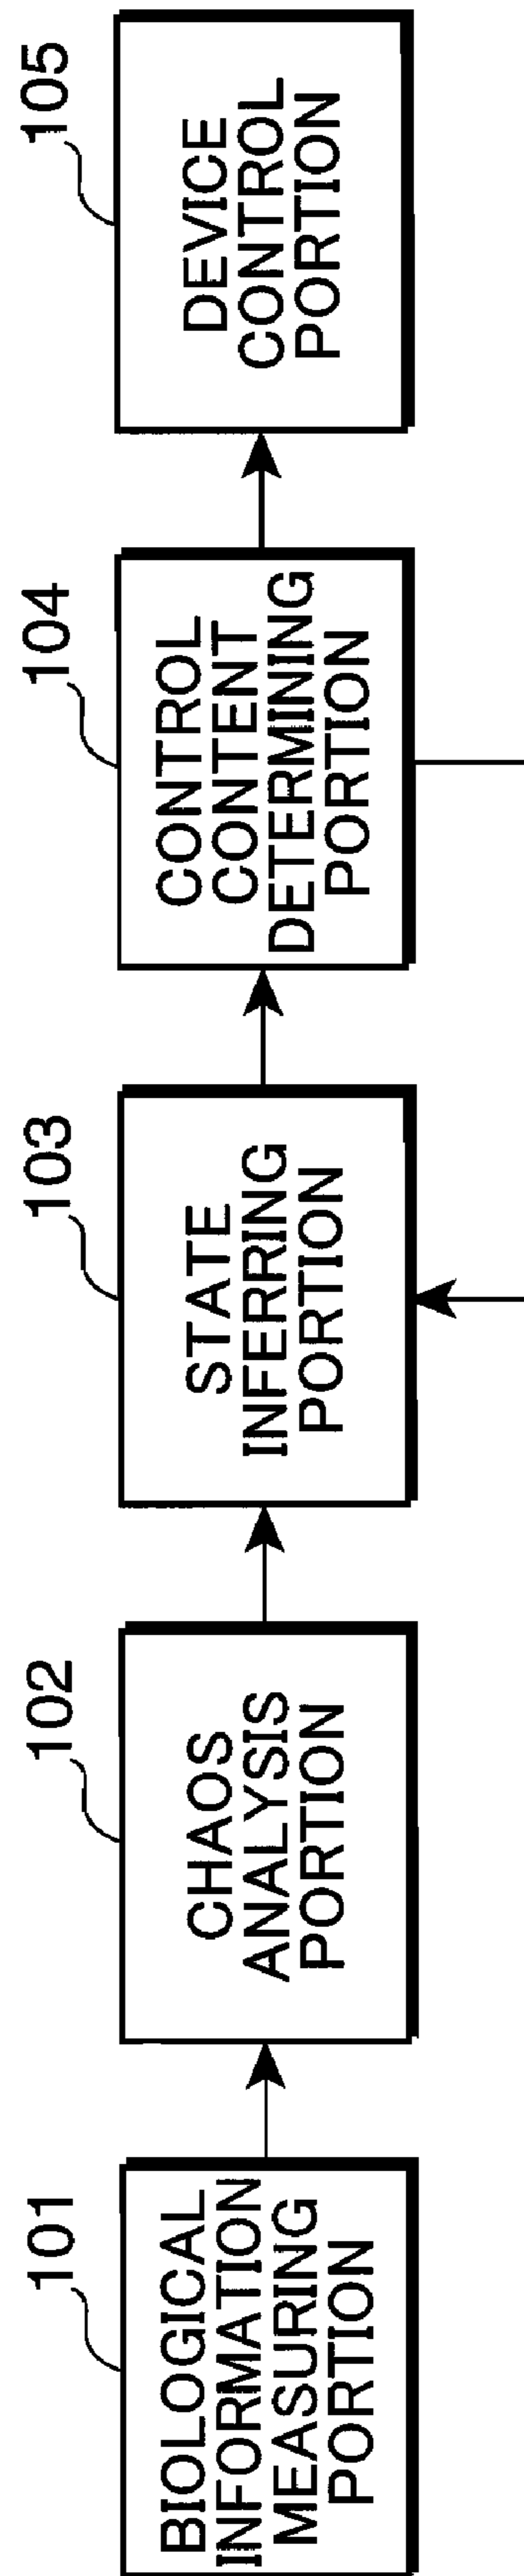 101
BIOLOGICAL
INFORMATION
MEASURING
PORTION
102
CHAOS
ANALYSIS
PORTION
103
STATE
INFERRING
PORTION
104
CONTROL
CONTENT
DETERMINING
PORTION
105
DEVICE
CONTROL
PORTION